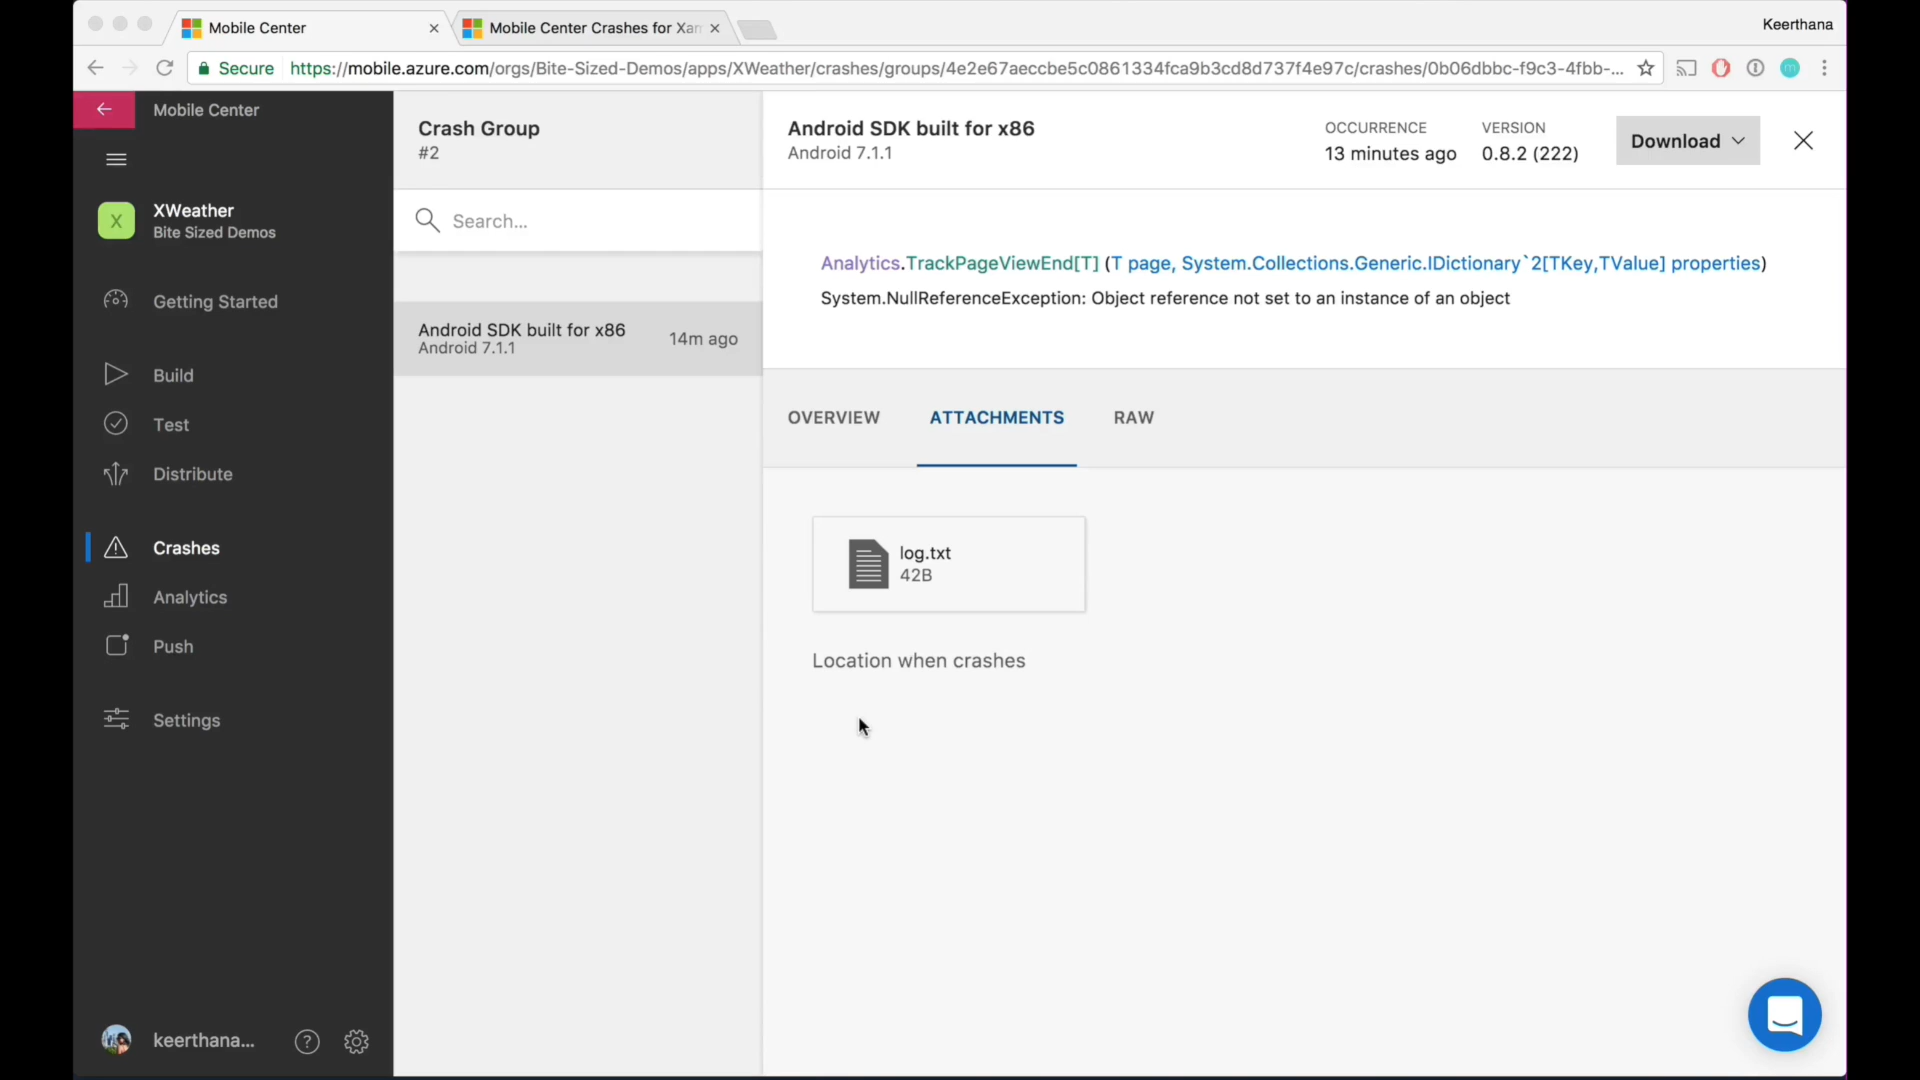 Mobile Center
Mobile Center Crashes for Xam
Keerthana
Secure
https://mobile.azure.com/orgs/Bite-Sized-Demos/apps/XWeather/crashes/groups/4e2e67aeccbe5c0861334fca9b3cd8d737f4e97c/crashes/0b06dbbc-f9c3-4fbb-...
Mobile Center
X
XWeather
Bite Sized Demos
Getting Started
Build
Test
Distribute
Crashes
Analytics
Push
Settings
keerthana...
?
Crash Group
#2
Search...
Android SDK built for x86
Android 7.1.1
14m ago
Android SDK built for x86
Android 7.1.1
OCCURRENCE
13 minutes ago
VERSION
0.8.2 (222)
Download
Analytics.TrackPageViewEnd[T] (T page, System.Collections.Generic.IDictionary`2[TKey,TValue] properties)
System.NullReferenceException: Object reference not set to an instance of an object
OVERVIEW
ATTACHMENTS
RAW
log.txt
42B
Location when crashes